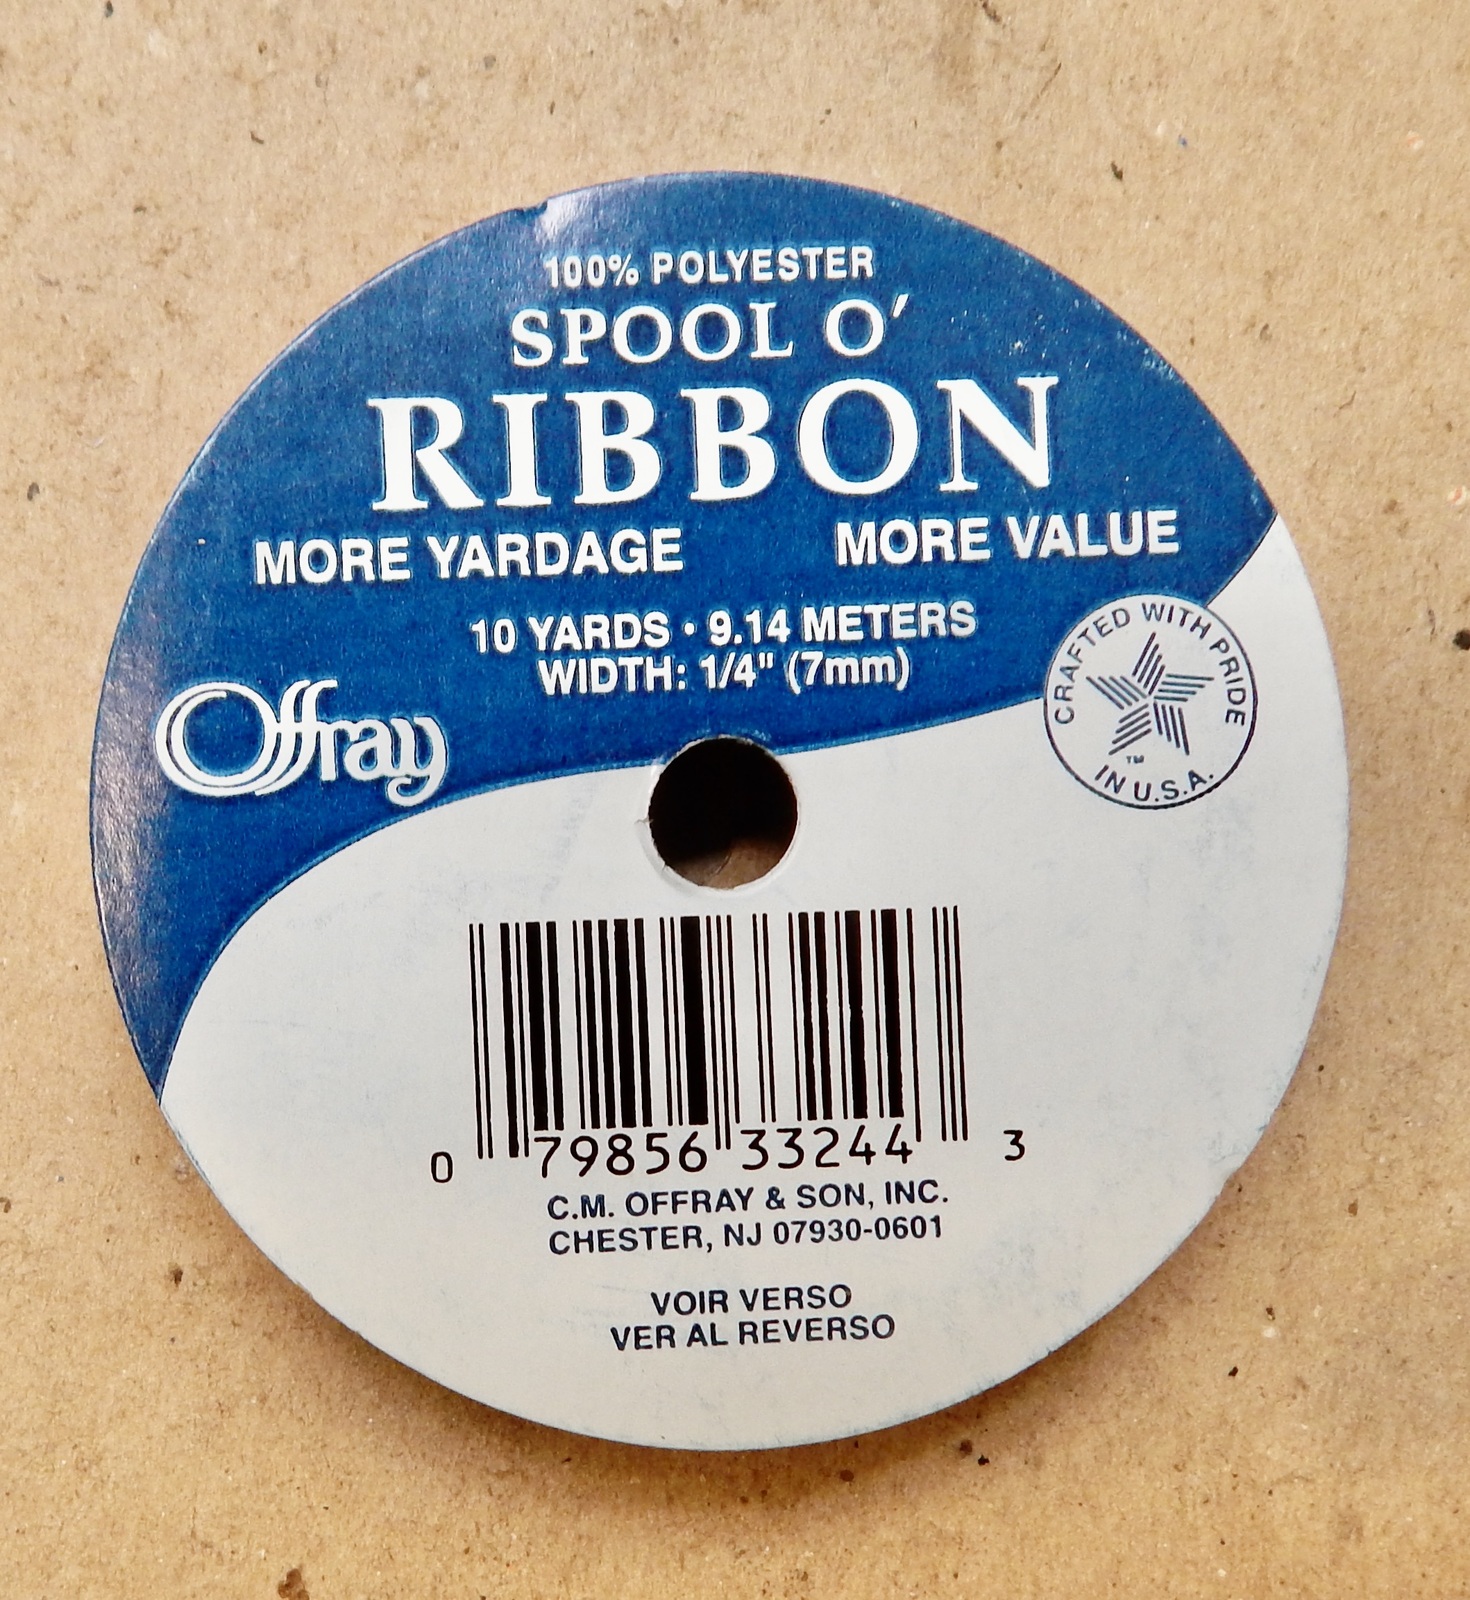 100% POLYESTER
SPOOL O'
RIBBON
MORE YARDAGE MORE VALUE
10 YARDS • 9.14 METERS
WIDTH: 1/4" (7mm)
Offray
CRAFTED WITH PRIDE
™
IN U.S.A.
0 79856 33244 3
C.M. OFFRAY & SON, INC.
CHESTER, NJ 07930-0601
VOIR VERSO
VER AL REVERSO